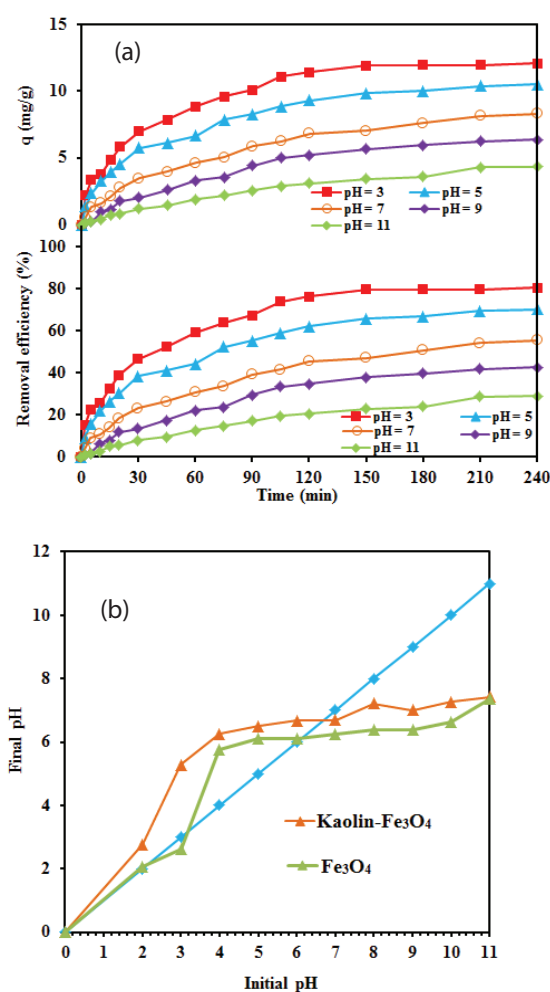 (a)
q (mg/g)
15
10
5
0
pH = 3
pH = 5
pH = 7
pH = 9
pH = 11
Removal efficiency (%)
100
80
60
40
20
0
pH = 3
pH = 5
pH = 7
pH = 9
pH = 11
0 30 60 90 120 150 180 210 240
Time (min)
(b)
Final pH
12
10
8
6
4
2
0
Kaolin-Fe₃O₄
Fe₃O₄
0 1 2 3 4 5 6 7 8 9 10 11
Initial pH